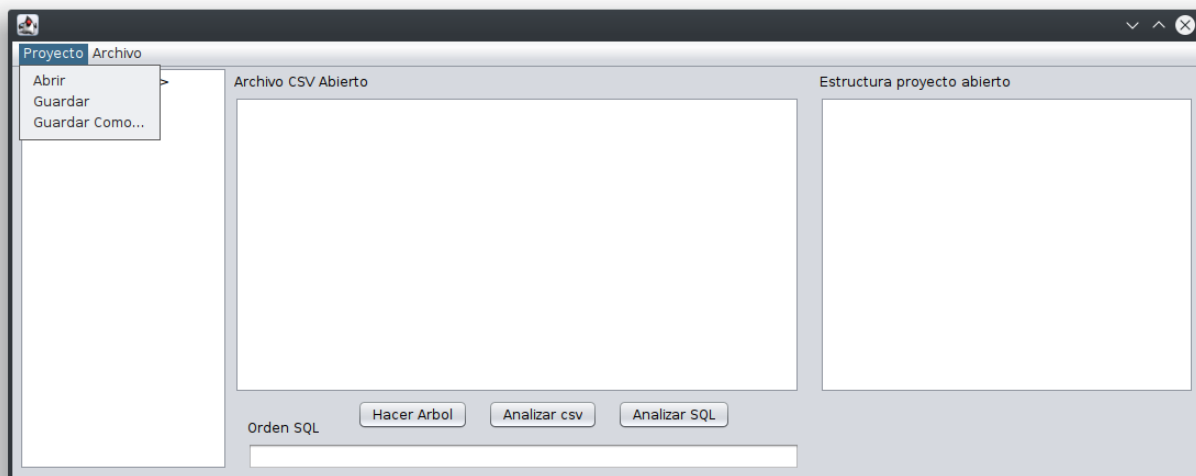 Proyecto Archivo
Abrir
Guardar
Guardar Como...
>
Archivo CSV Abierto
Estructura proyecto abierto
Hacer Arbol
Analizar csv
Analizar SQL
Orden SQL